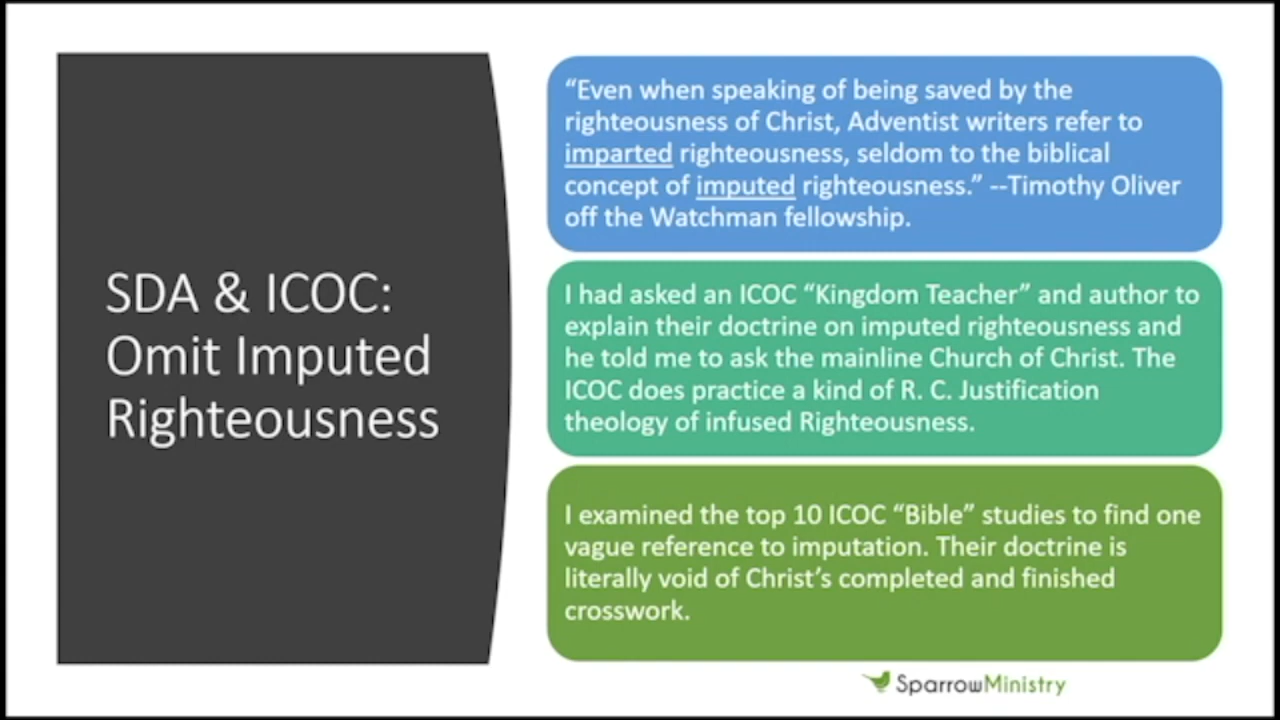 SDA & ICOC:
Omit Imputed
Righteousness
“Even when speaking of being saved by the
righteousness of Christ, Adventist writers refer to
imparted righteousness, seldom to the biblical
concept of imputed righteousness.” --Timothy Oliver
off the Watchman fellowship.
I had asked an ICOC “Kingdom Teacher” and author to
explain their doctrine on imputed righteousness and
he told me to ask the mainline Church of Christ. The
ICOC does practice a kind of R. C. Justification
theology of infused Righteousness.
I examined the top 10 ICOC “Bible” studies to find one
vague reference to imputation. Their doctrine is
literally void of Christ’s completed and finished
crosswork.
SparrowMinistry